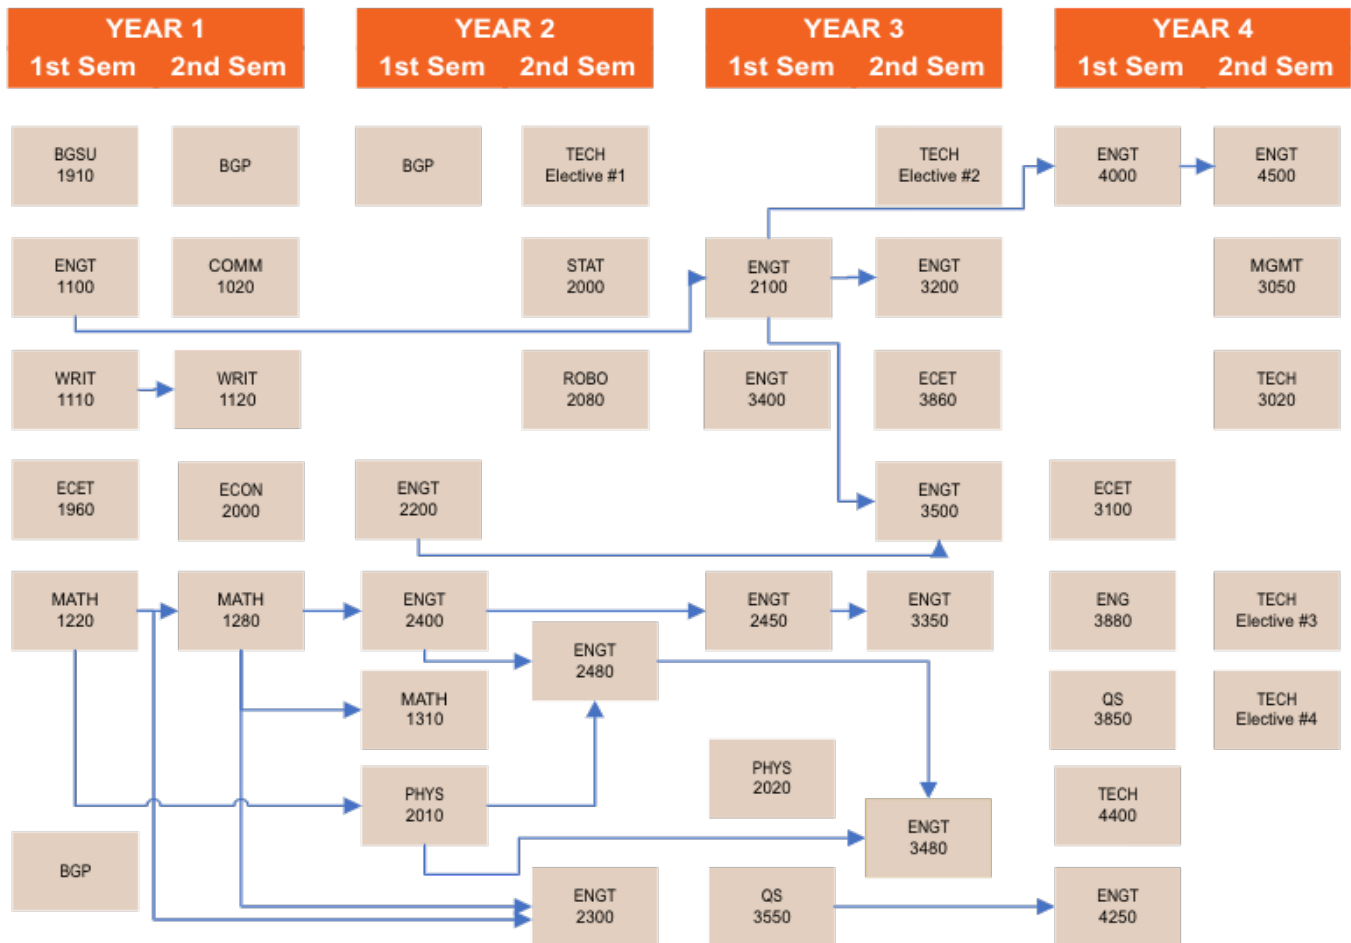 YEAR 1
1st Sem 2nd Sem
YEAR 2
1st Sem 2nd Sem
YEAR 3
1st Sem 2nd Sem
YEAR 4
1st Sem 2nd Sem
BGSU
1910
BGP
BGP
TECH
Elective #1
TECH
Elective #2
ENGT
4000
ENGT
4500
ENGT
1100
COMM
1020
STAT
2000
ENGT
2100
ENGT
3200
MGMT
3050
WRIT
1110
WRIT
1120
ROBO
2080
ENGT
3400
ECET
3860
TECH
3020
ECET
1960
ECON
2000
ENGT
2200
ENGT
3500
ECET
3100
MATH
1220
MATH
1280
ENGT
2400
ENGT
2450
ENGT
3350
ENG
3880
TECH
Elective #3
ENGT
2480
MATH
1310
QS
3850
TECH
Elective #4
PHYS
2010
PHYS
2020
TECH
4400
ENGT
3480
BGP
ENGT
2300
QS
3550
ENGT
4250